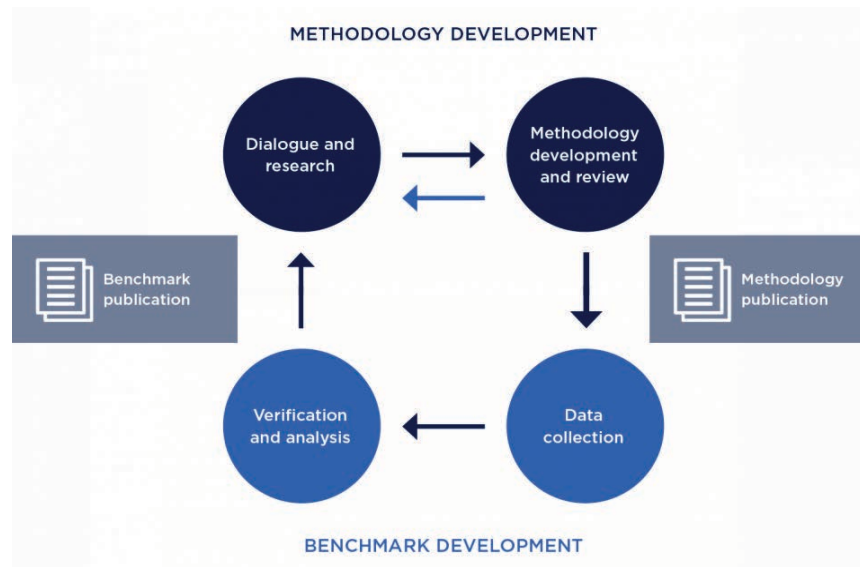 METHODOLOGY DEVELOPMENT
Dialogue and
research
Methodology
development
and review
Benchmark
publication
Methodology
publication
Verification
and analysis
Data
collection
BENCHMARK DEVELOPMENT